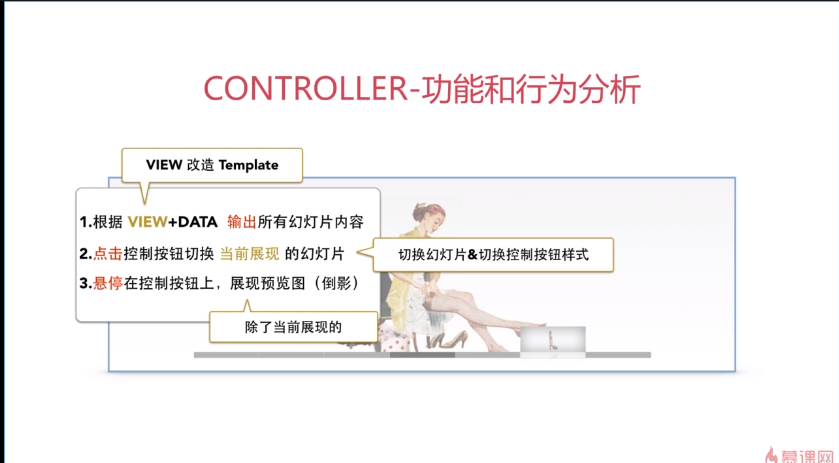 CONTROLLER-功能和行为分析
VIEW 改造 Template
1.根据 VIEW+DATA 输出所有幻灯片内容
2.点击控制按钮切换 当前展现 的幻灯片
切换幻灯片&切换控制按钮样式
3.悬停在控制按钮上，展现预览图（倒影）
除了当前展现的
慕课网